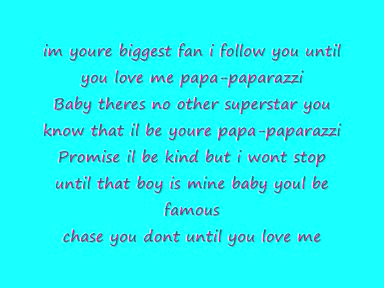 im youre biggest fan i follow you until
you love me papa-paparazzi
Baby theres no other superstar you
know that il be youre papa-paparazzi
Promise il be kind but i wont stop
until that boy is mine baby youl be
famous
chase you dont until you love me